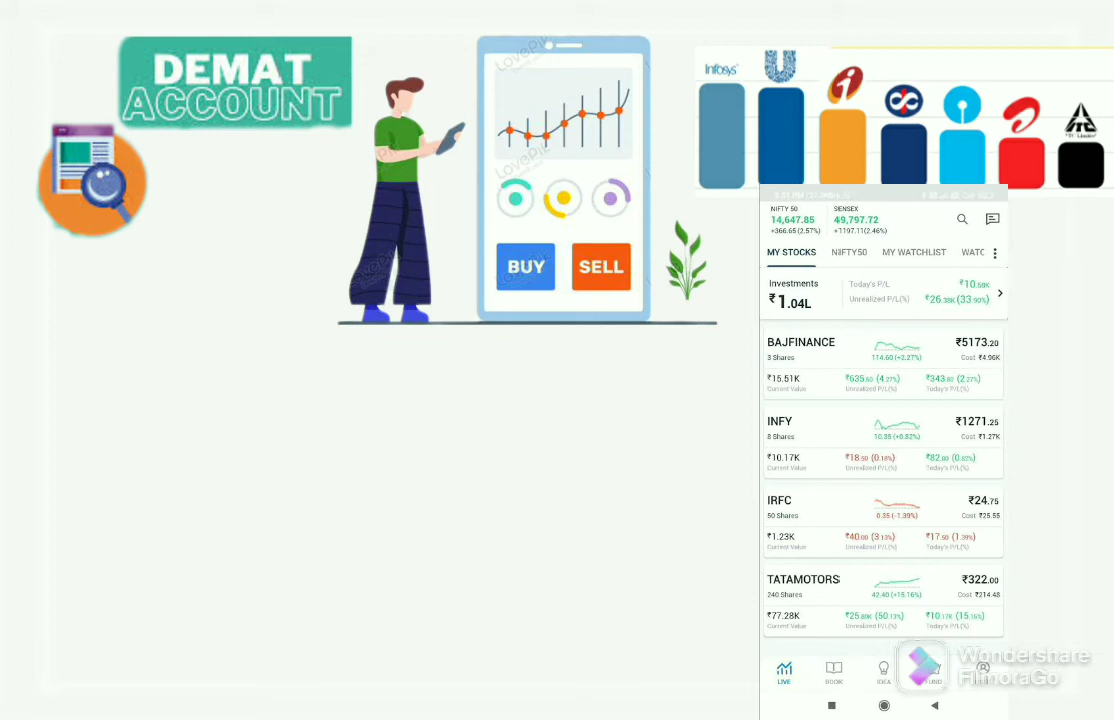 DEMAT
ACCOUNT
LovePik
LovePik
LovePik
BUY
SELL
Infosys
NIFTY 50
14,647.85
+366.65 (2.57%)
SENSEX
49,797.72
+1197.11(2.46%)
MY STOCKS NIFTY50 MY WATCHLIST WATC
Investments
₹1.04L
Today's P/L ₹10.58K
Unrealized P/L(%) ₹26.38K (33.90%)
BAJFINANCE ₹5173.20
3 Shares 114.60 (+2.27%) Cost ₹4.96K
₹15.51K ₹635.60 (4.27%) ₹343.80 (2.27%)
Current Value Unrealized P/L(%) Today's P/L(%)
INFY ₹1271.25
8 Shares 10.35 (+0.82%) Cost ₹1.27K
₹10.17K ₹18.50 (0.18%) ₹82.80 (0.82%)
Current Value Unrealized P/L(%) Today's P/L(%)
IRFC ₹24.75
50 Shares 0.35 (-1.39%) Cost ₹25.55
₹1.23K ₹40.00 (3.13%) ₹17.50 (1.39%)
Current Value Unrealized P/L(%) Today's P/L(%)
TATAMOTORS ₹322.00
240 Shares 42.40 (+15.16%) Cost ₹214.48
₹77.28K ₹25.80K (50.13%) ₹10.17K (15.16%)
Current Value Unrealized P/L(%) Today's P/L(%)
LIVE BOOK IDEA FUND
Wondershare
FilmoraGo